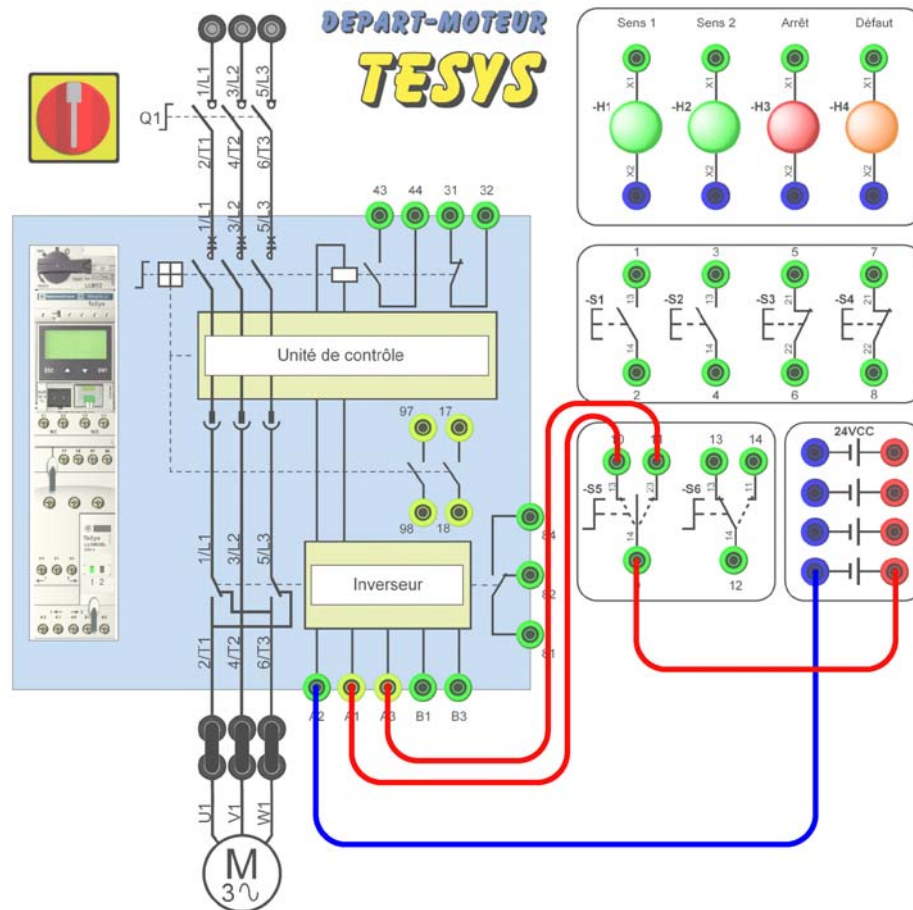 DEPART-MOTEUR
TESYS
Q1
1/L1
3/L2
5/L3
2/T1
4/T2
6/T3
1/L1
3/L2
5/L3
43 44 31 32
Unité de contrôle
97 17
98 18
84
82
81
Inverseur
1/L1
3/L2
5/L3
2/T1
4/T2
6/T3
A2 A1 A3 B1 B3
U1
V1
W1
M
3
Sens 1 Sens 2 Arrêt Défaut
X1 X1 X1 X1
-H1 -H2 -H3 -H4
X2 X2 X2 X2
1 3 5 7
13 13 21 21
-S1 -S2 -S3 -S4
14 14 22 22
2 4 6 8
10 11 13 14
13 23 13 11
-S5 -S6
14 14
12
24VCC